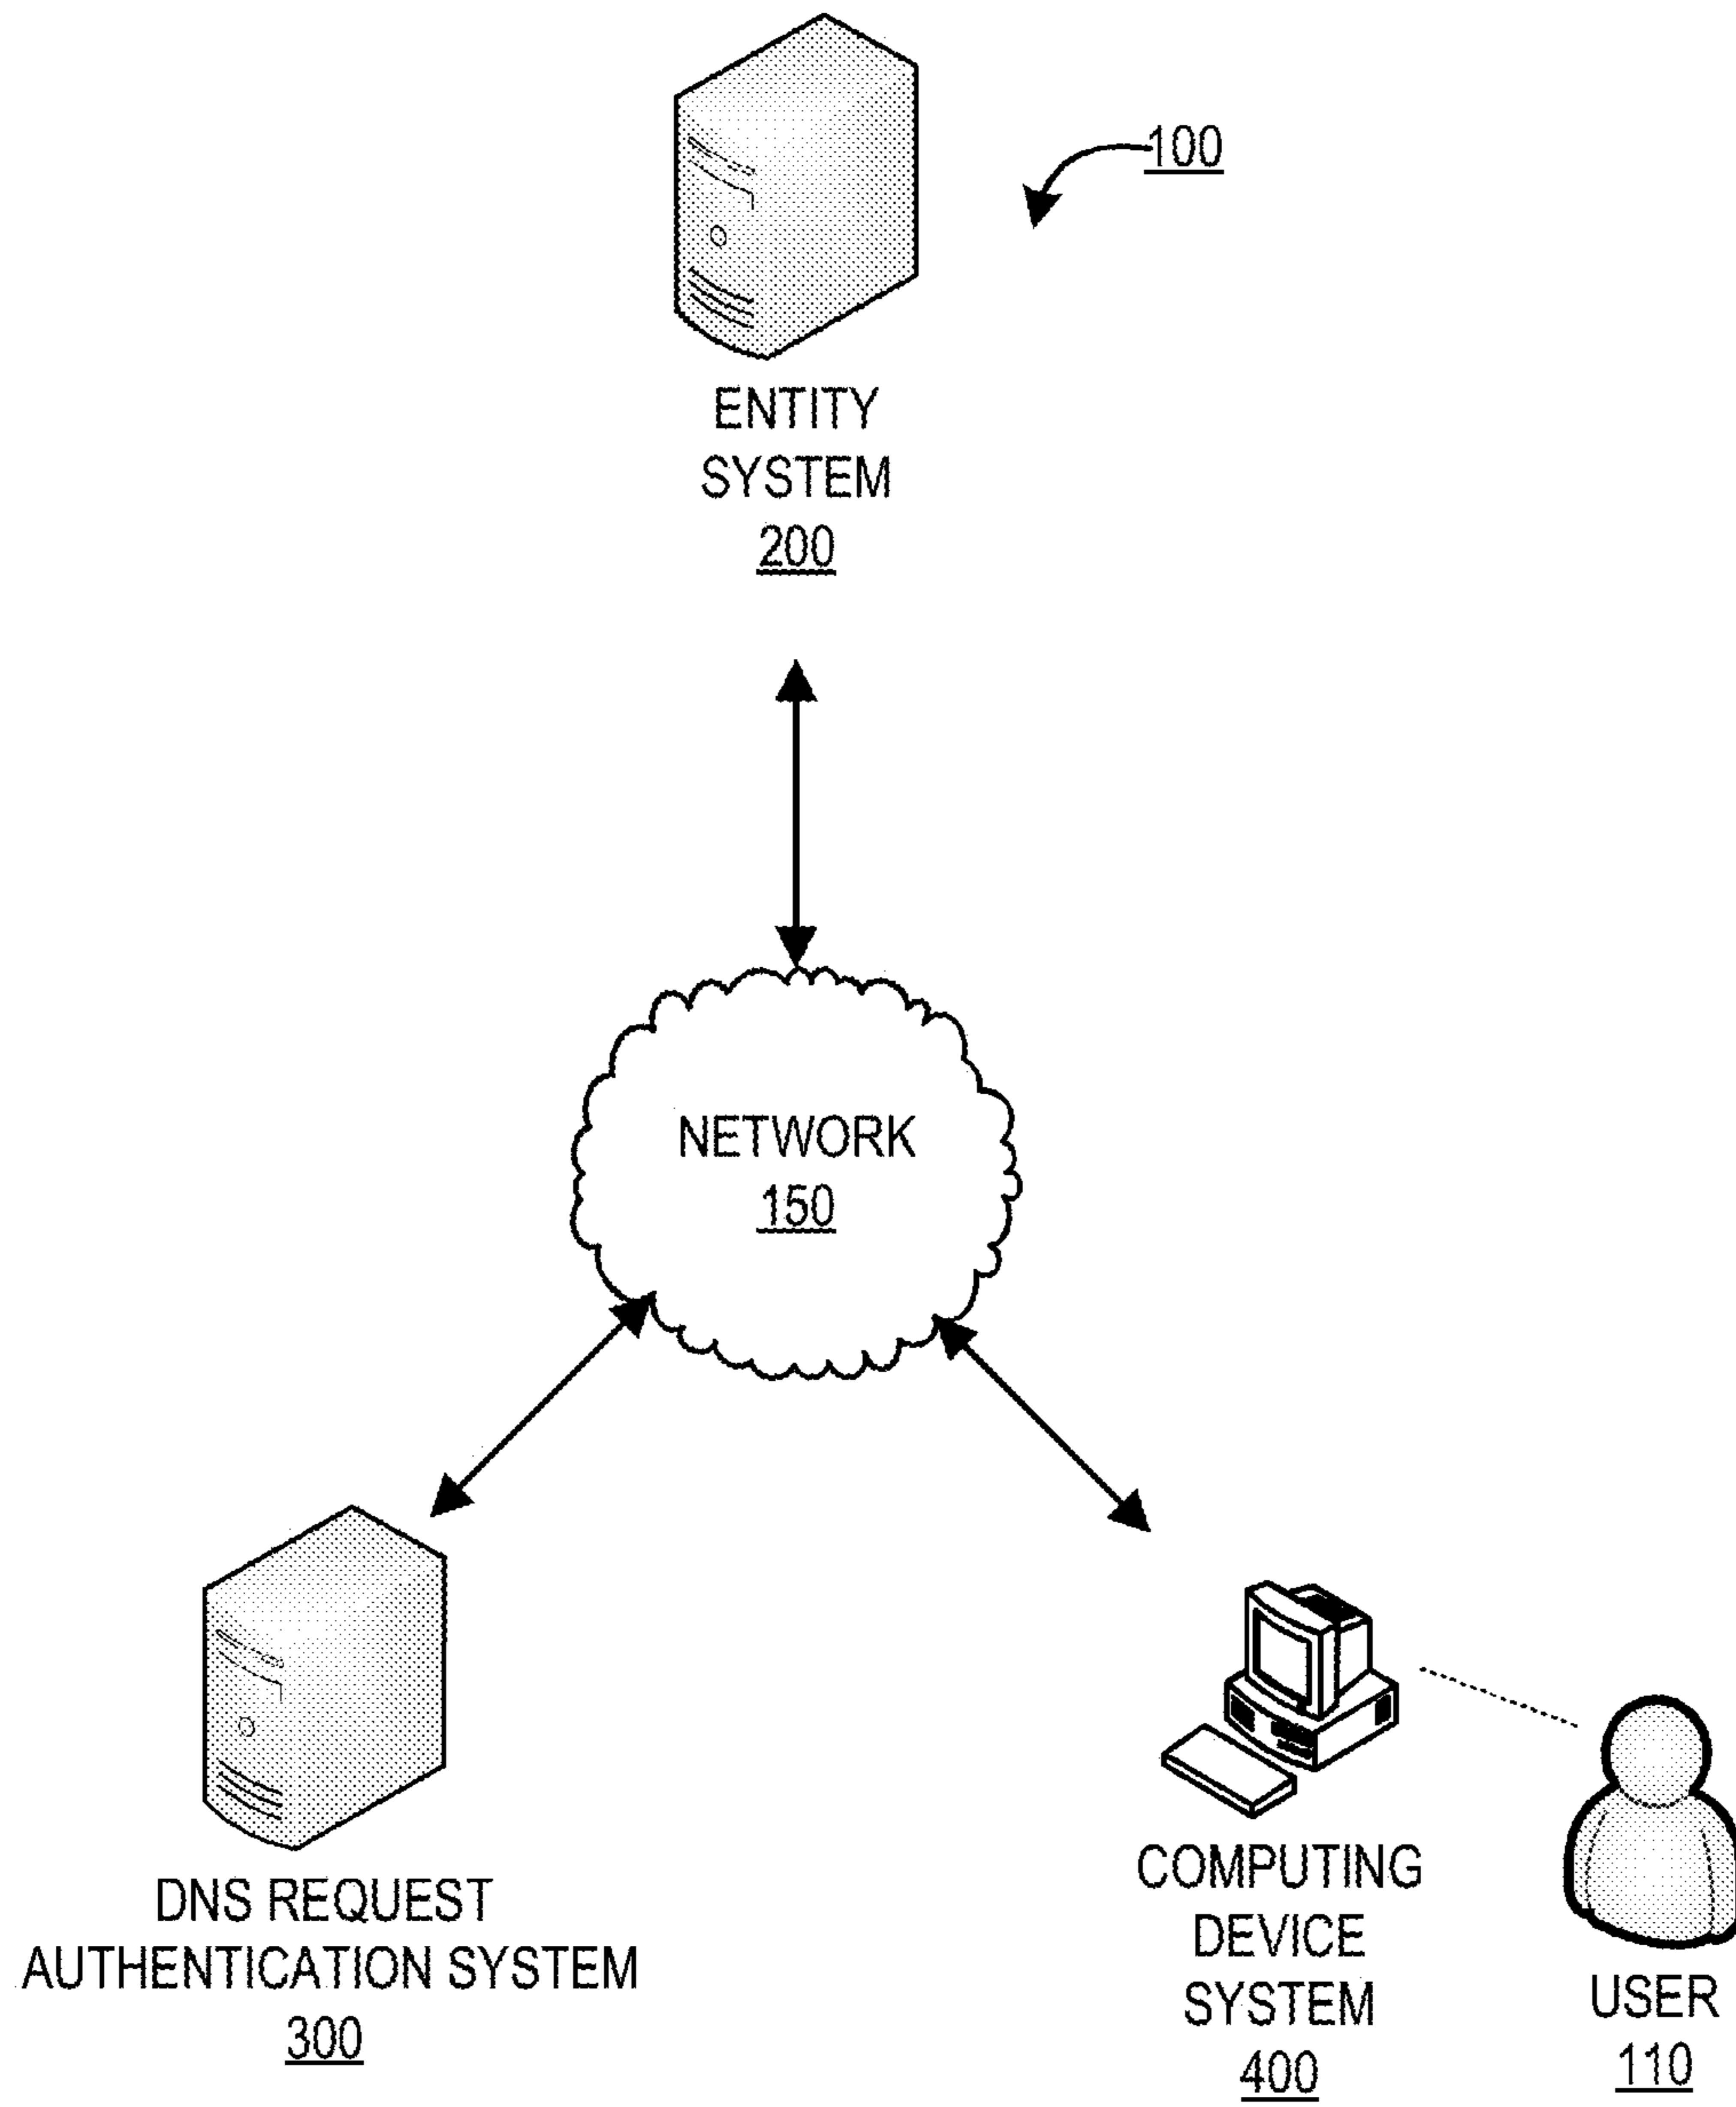 100
ENTITY
SYSTEM
200
NETWORK
150
DNS REQUEST
AUTHENTICATION SYSTEM
300
COMPUTING
DEVICE
SYSTEM
400
USER
110